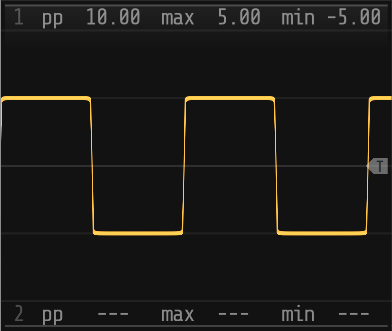 1 pp 10.00 max 5.00 min -5.00
T
2 pp --- max --- min ---